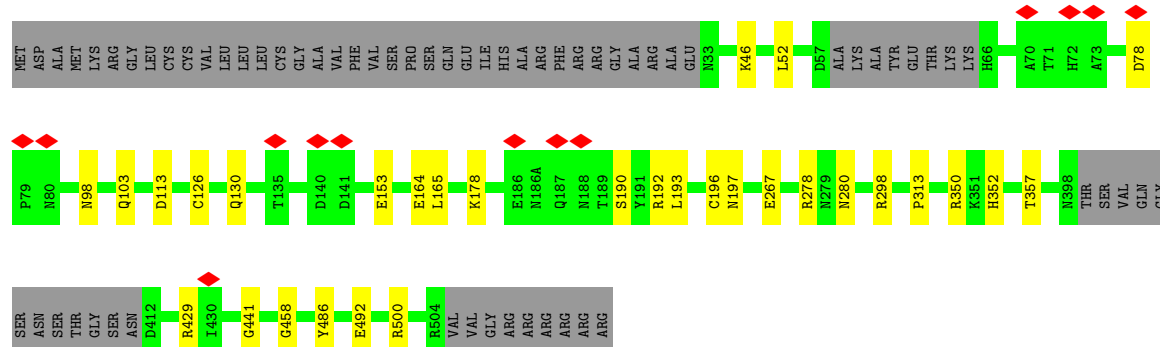 MET ASP ALA MET LYS ARG GLY LEU CYS CYS VAL LEU LEU LEU CYS GLY ALA VAL PHE VAL SER PRO SER GLN GLU ILE HIS ALA ARG PHE ARG ARG GLY ALA ARG ALA GLU N33 K46 L52 D57 ALA LYS ALA TYR GLU THR LYS LYS H66 A70 T71 H72 A73 D78
P79 N80 N98 Q103 D113 C126 Q130 T135 D140 D141 E153 E164 L165 K178 E186 N186A Q187 N188 T189 S190 Y191 R192 L193 C196 N197 E267 R278 N279 N280 R298 P313 R350 K351 H352 T357 N398 THR SER VAL GLN GLY
SER ASN SER THR GLY SER ASN D412 R429 I430 G441 G458 Y486 E492 R500 R504 VAL VAL GLY ARG ARG ARG ARG ARG ARG